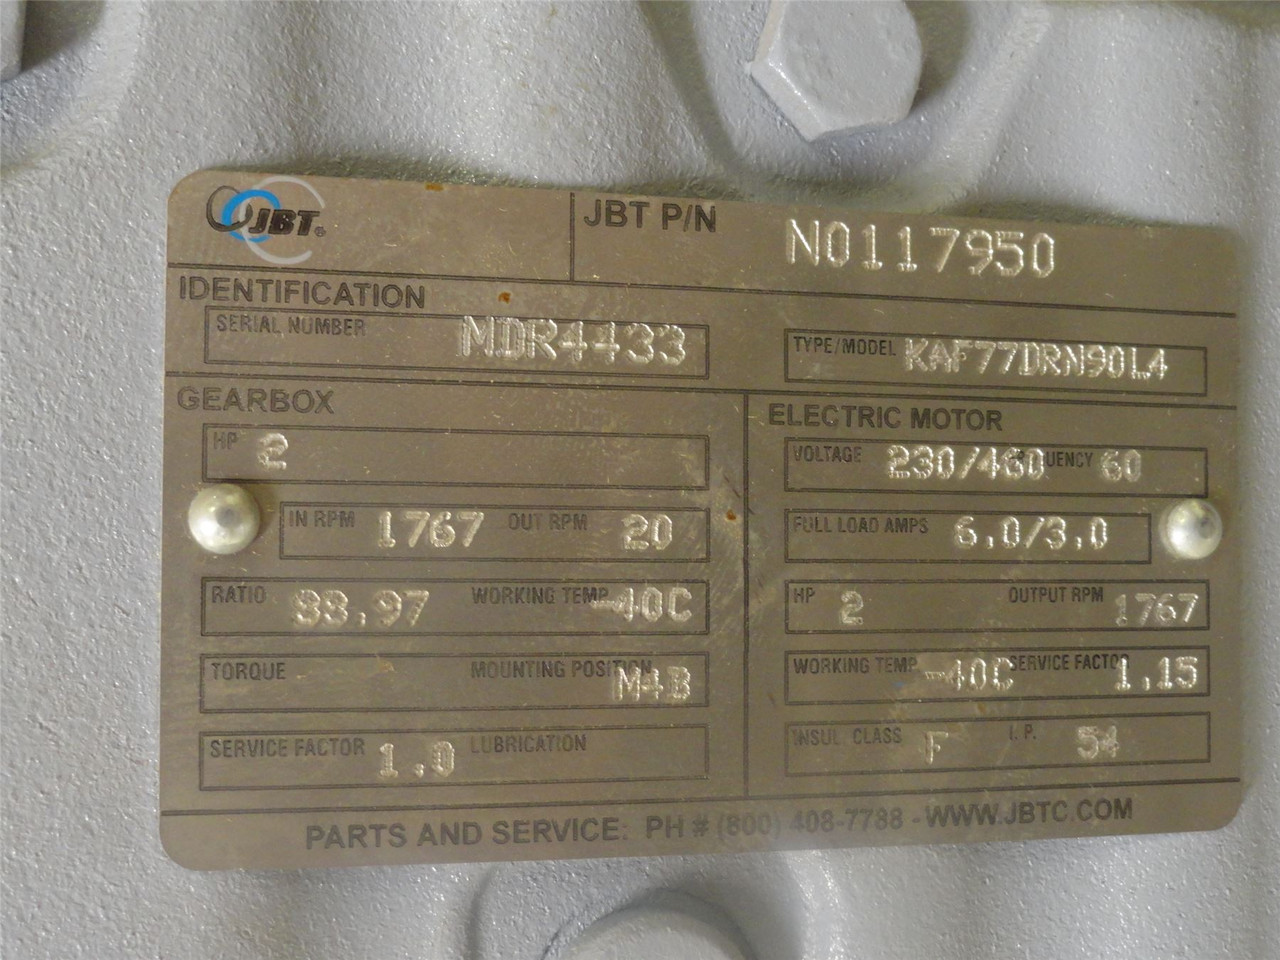 JBT®
JBT P/N N0117950
IDENTIFICATION
SERIAL NUMBER MDR4433
TYPE/MODEL KAF77DRN90L4
GEARBOX
HP 2
IN RPM 1767 OUT RPM 20
RATIO 88.97 WORKING TEMP -40C
TORQUE MOUNTING POSITION M4B
SERVICE FACTOR 1.0 LUBRICATION
ELECTRIC MOTOR
VOLTAGE 230/460 FREQUENCY 60
FULL LOAD AMPS 6.0/3.0
HP 2 OUTPUT RPM 1767
WORKING TEMP -40C SERVICE FACTOR 1.15
INSUL CLASS F I.P. 54
PARTS AND SERVICE: PH # (800) 408-7788 - WWW.JBTC.COM